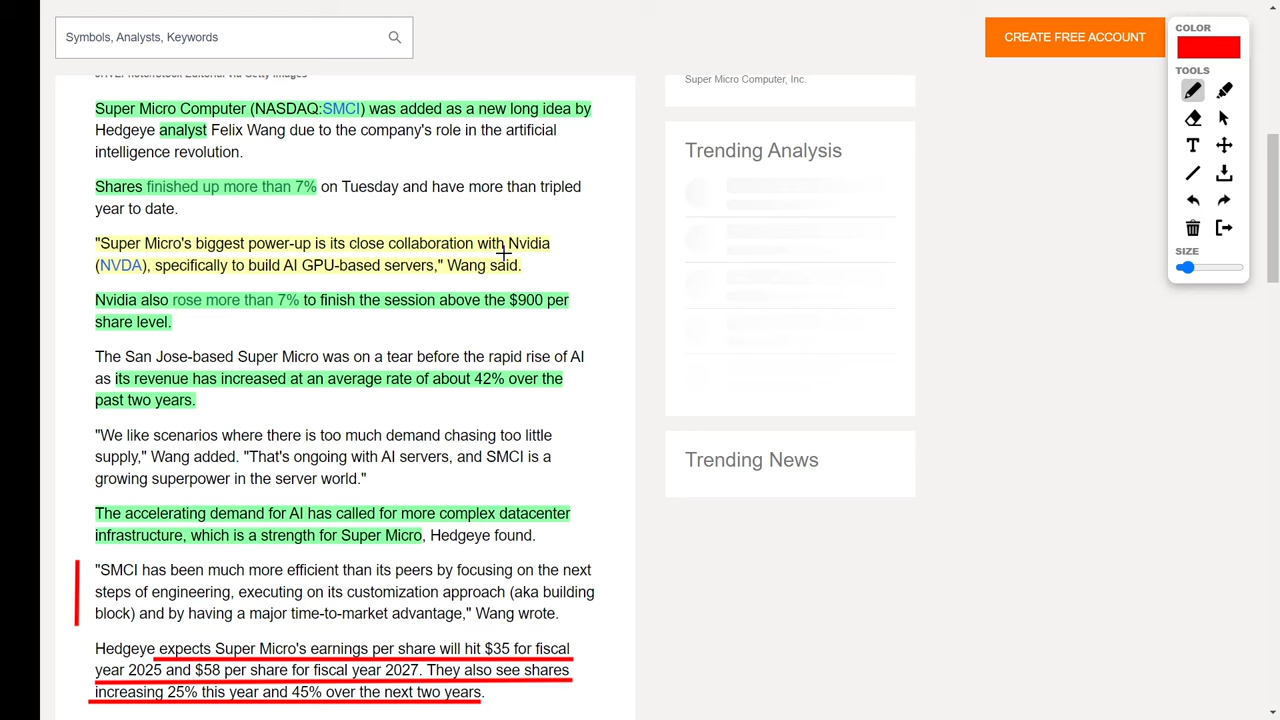 Symbols, Analysts, Keywords
CREATE FREE ACCOUNT
COLOR
TOOLS
SIZE
Super Micro Computer (NASDAQ:SMCI) was added as a new long idea by
Hedgeye analyst Felix Wang due to the company's role in the artificial
intelligence revolution.
Shares finished up more than 7% on Tuesday and have more than tripled
year to date.
"Super Micro's biggest power-up is its close collaboration with Nvidia
(NVDA), specifically to build AI GPU-based servers," Wang said.
Nvidia also rose more than 7% to finish the session above the $900 per
share level.
The San Jose-based Super Micro was on a tear before the rapid rise of AI
as its revenue has increased at an average rate of about 42% over the
past two years.
"We like scenarios where there is too much demand chasing too little
supply," Wang added. "That's ongoing with AI servers, and SMCI is a
growing superpower in the server world."
The accelerating demand for AI has called for more complex datacenter
infrastructure, which is a strength for Super Micro, Hedgeye found.
"SMCI has been much more efficient than its peers by focusing on the next
steps of engineering, executing on its customization approach (aka building
block) and by having a major time-to-market advantage," Wang wrote.
Hedgeye expects Super Micro's earnings per share will hit $35 for fiscal
year 2025 and $58 per share for fiscal year 2027. They also see shares
increasing 25% this year and 45% over the next two years.
Super Micro Computer, Inc.
Trending Analysis
Trending News